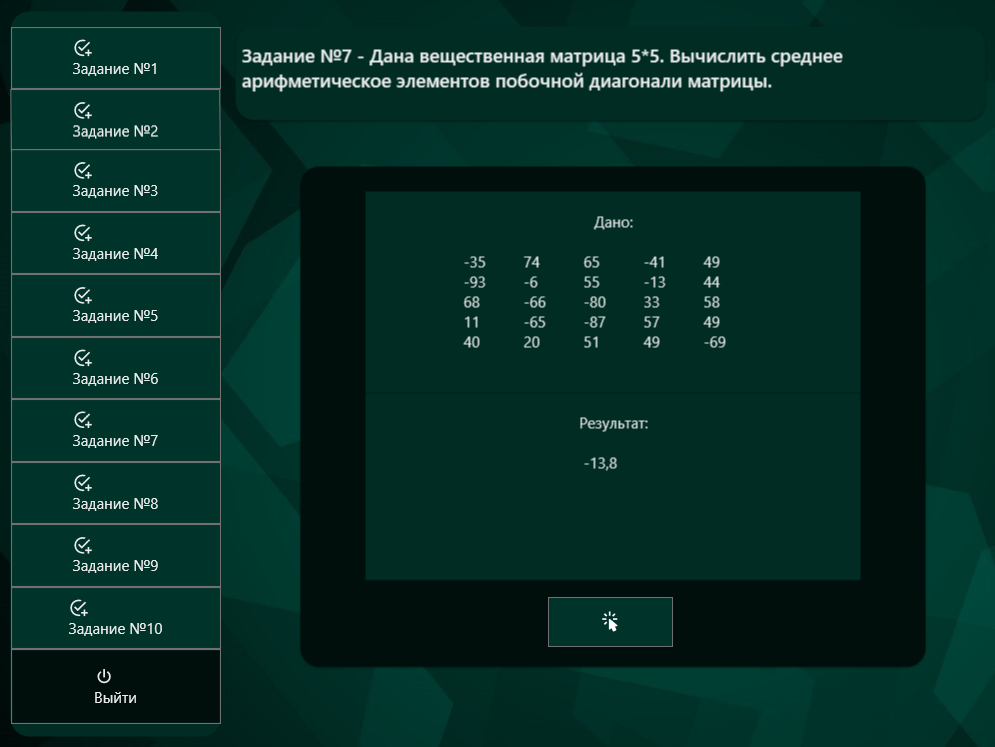 Задание №1
Задание №2
Задание №3
Задание №4
Задание №5
Задание №6
Задание №7
Задание №8
Задание №9
Задание №10
Выйти
Задание №7 - Дана вещественная матрица 5*5. Вычислить среднее
арифметическое элементов побочной диагонали матрицы.
Дано:
-35 74 65 -41 49
-93 -6 55 -13 44
68 -66 -80 33 58
11 -65 -87 57 49
40 20 51 49 -69
Результат:
-13,8